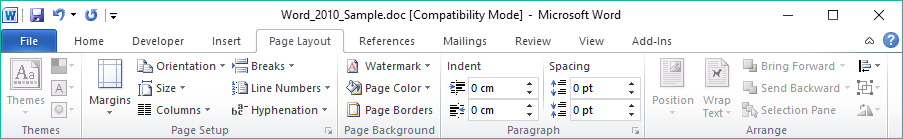 Word_2010_Sample.doc [Compatibility Mode] - Microsoft Word
File Home Developer Insert Page Layout References Mailings Review View Add-Ins
Orientation Breaks Watermark Indent Spacing Bring Forward
Aa Size Line Numbers Page Color 0 cm 0 pt Send Backward
Themes Margins Columns Hyphenation Page Borders 0 cm 0 pt Position Wrap Text Selection Pane
Themes Page Setup Page Background Paragraph Arrange